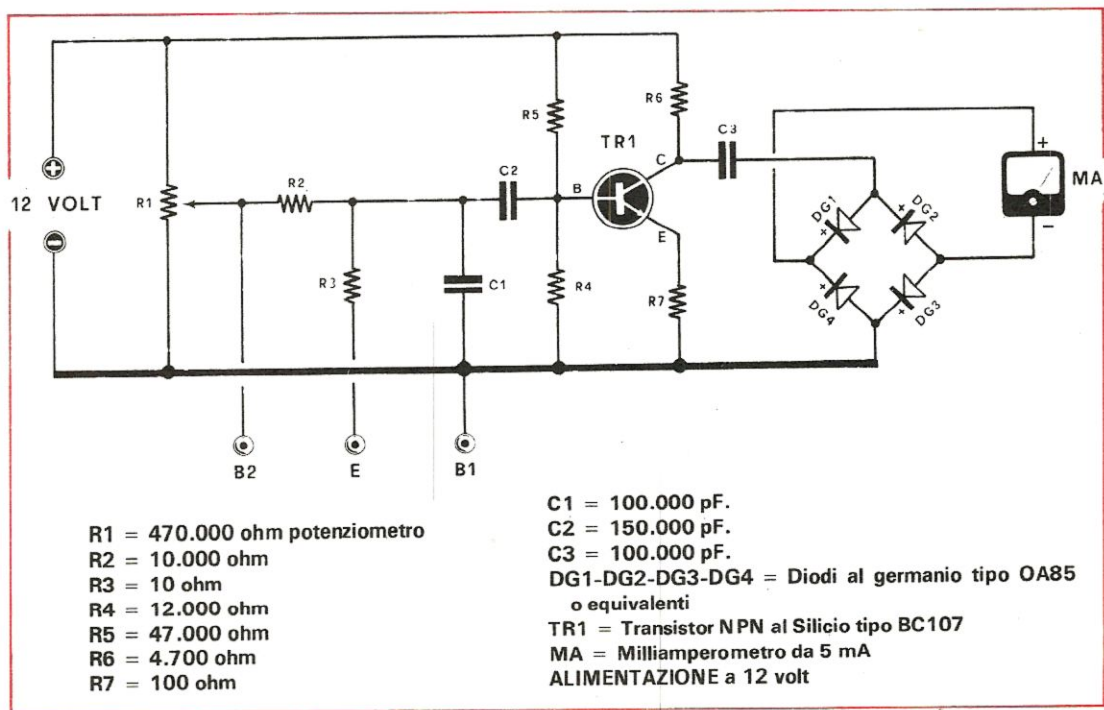 R5
R6
TR1
C3
C
+
MA
−
12 VOLT
+
−
R1
R2
C2
B
E
DG1
DG2
+
+
R3
C1
R4
R7
+
+
DG4
DG3
B2
E
B1
R1 = 470.000 ohm potenziometro
R2 = 10.000 ohm
R3 = 10 ohm
R4 = 12.000 ohm
R5 = 47.000 ohm
R6 = 4.700 ohm
R7 = 100 ohm
C1 = 100.000 pF.
C2 = 150.000 pF.
C3 = 100.000 pF.
DG1-DG2-DG3-DG4 = Diodi al germanio tipo OA85
o equivalenti
TR1 = Transistor NPN al Silicio tipo BC107
MA = Milliamperometro da 5 mA
ALIMENTAZIONE a 12 volt